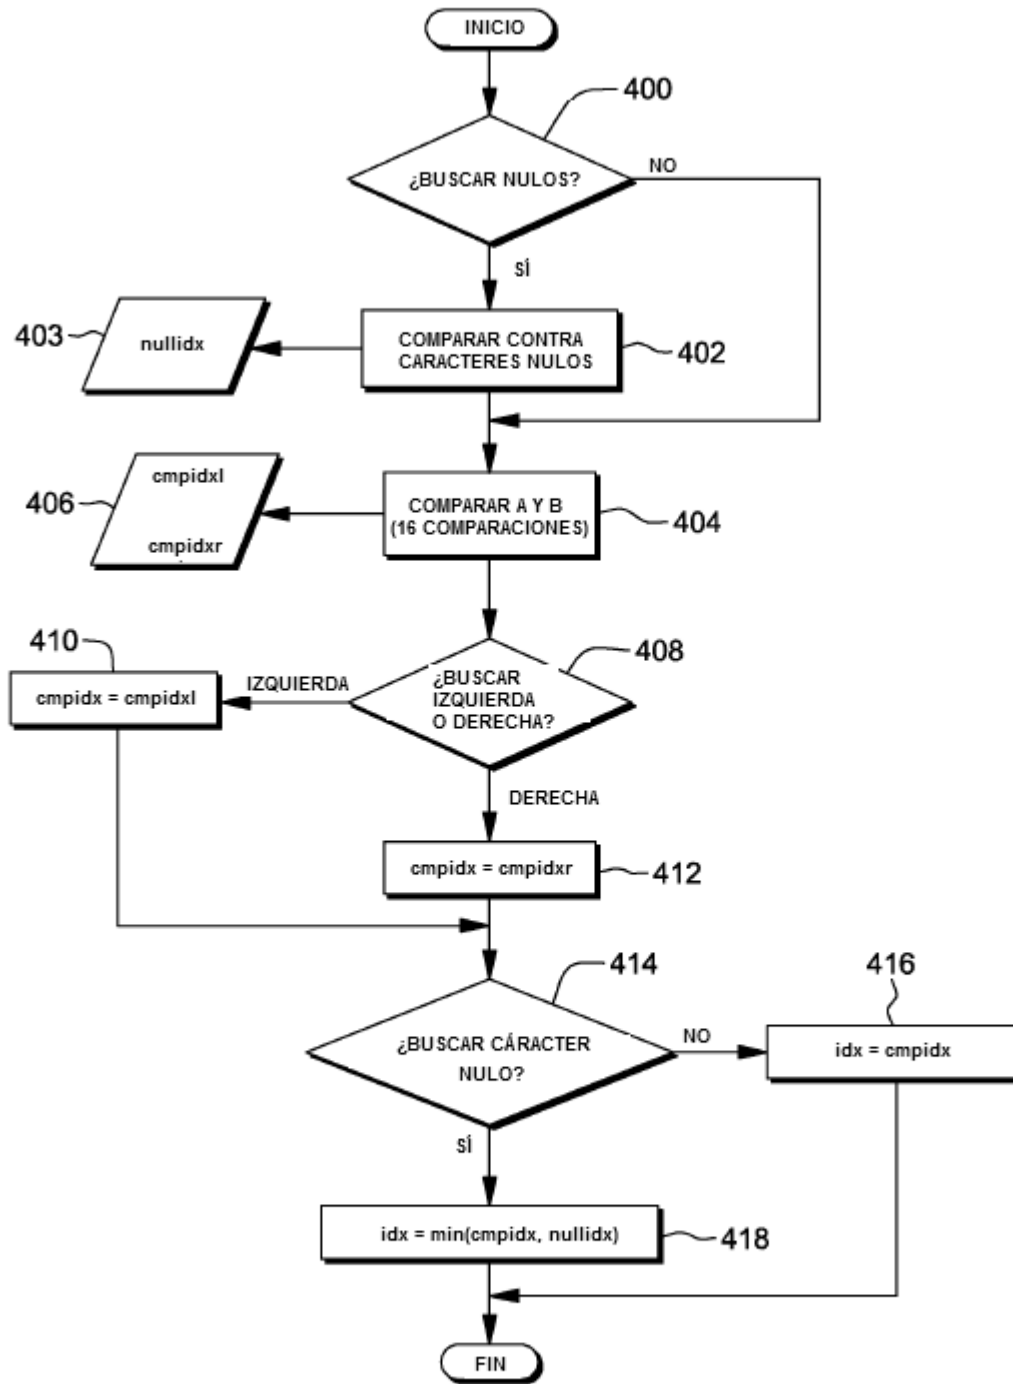 INICIO
400
¿BUSCAR NULOS?
NO
SÍ
403
nullidx
COMPARAR CONTRA
CARACTERES NULOS
402
406
cmpidxl
cmpidxr
COMPARAR A Y B
(16 COMPARACIONES)
404
410
cmpidx = cmpidxl
IZQUIERDA
¿BUSCAR
IZQUIERDA
O DERECHA?
408
DERECHA
cmpidx = cmpidxr
412
414
416
¿BUSCAR CÁRACTER
NULO?
NO
idx = cmpidx
SÍ
idx = min(cmpidx, nullidx)
418
FIN